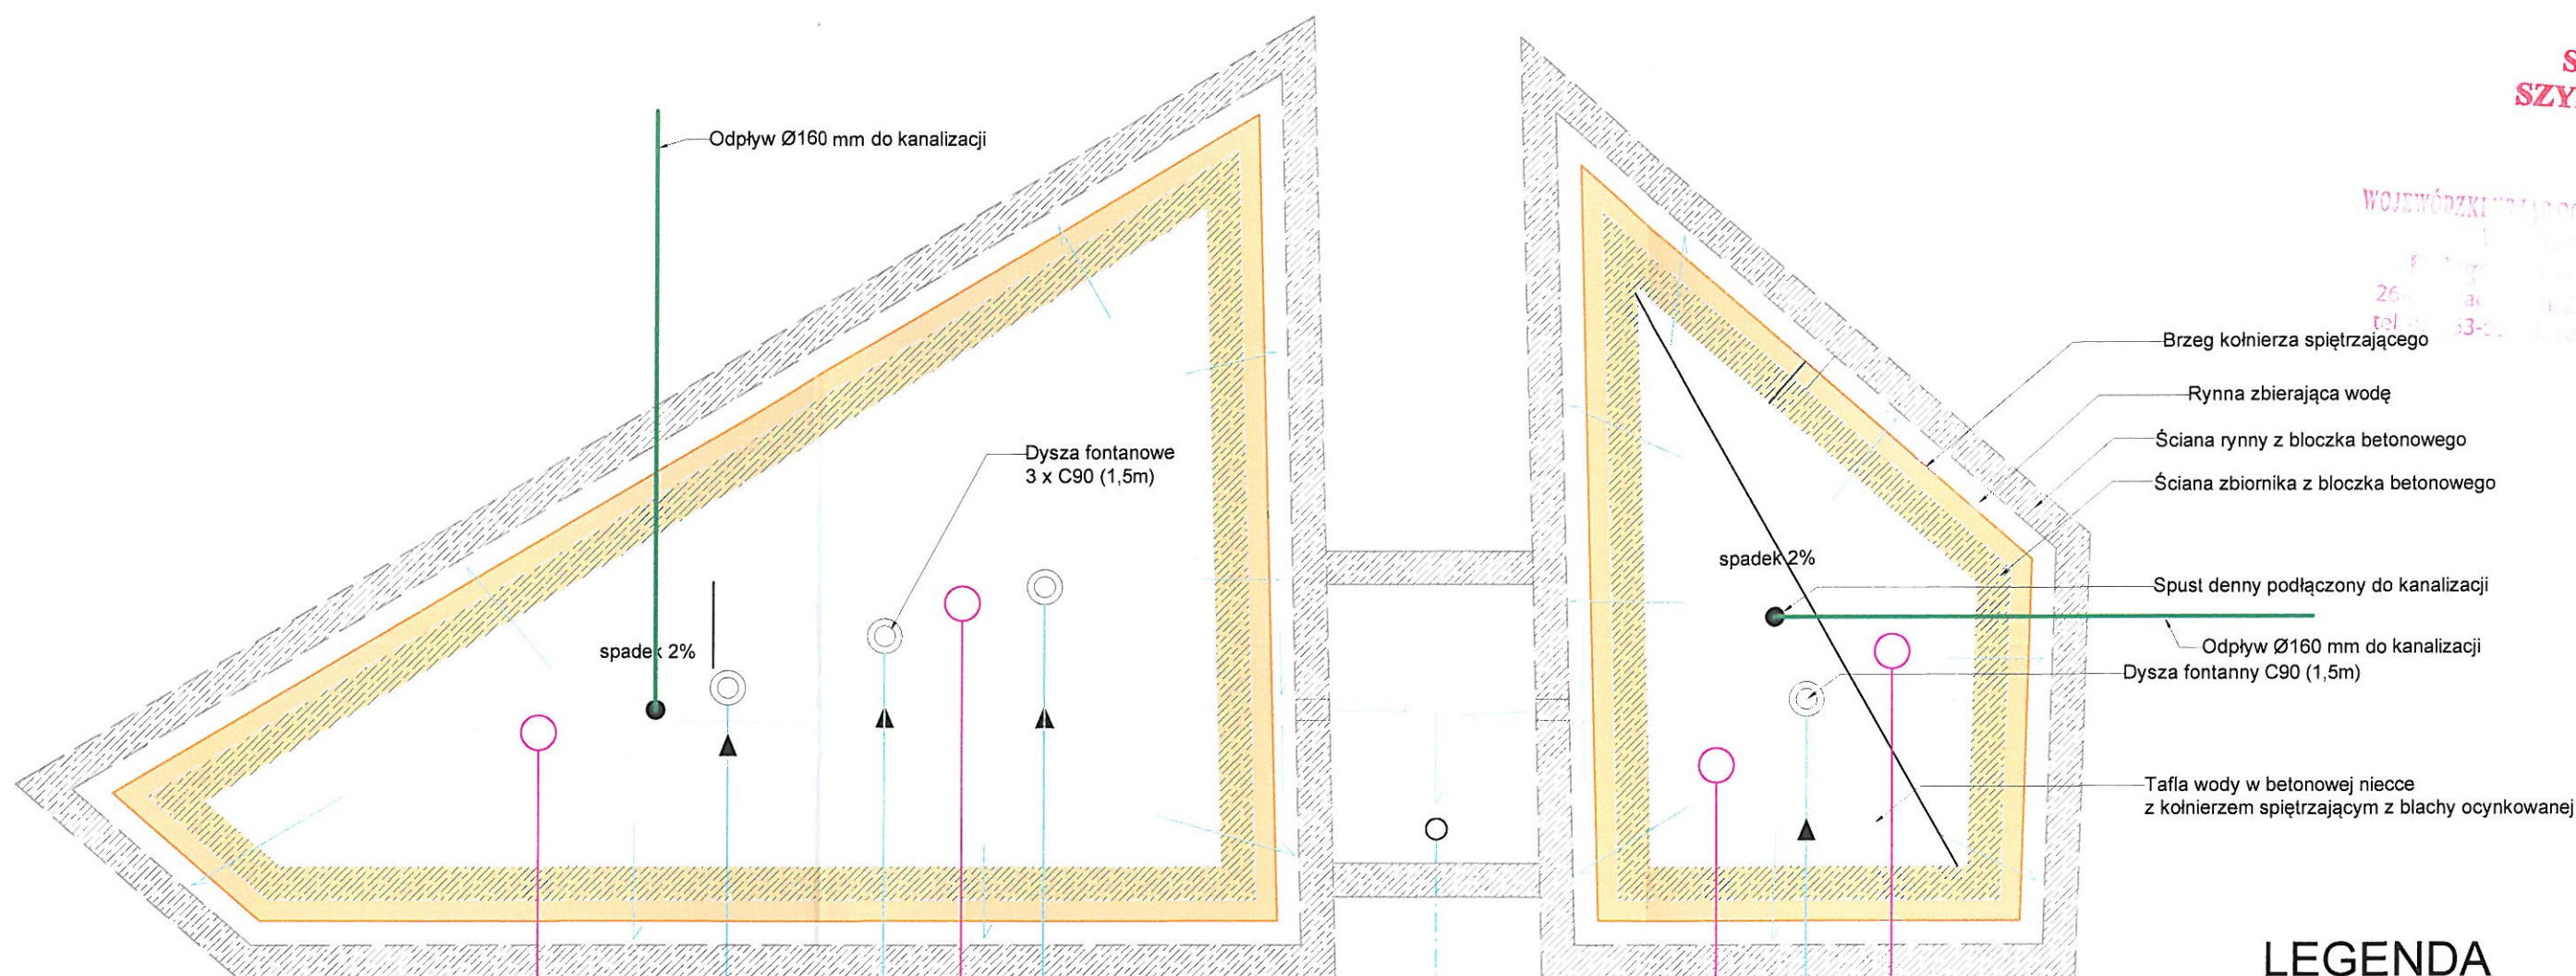 Odpływ Ø160 mm do kanalizacji
Dysza fontanowe
3 x C90 (1,5m)
spadek 2%
spadek 2%
Brzeg kołnierza spiętrzającego
Rynna zbierająca wodę
Ściana rynny z bloczka betonowego
Ściana zbiornika z bloczka betonowego
Spust denny podłączony do kanalizacji
Odpływ Ø160 mm do kanalizacji
Dysza fontanny C90 (1,5m)
Tafla wody w betonowej niecce
z kołnierzem spiętrzającym z blachy ocynkowanej
LEGENDA